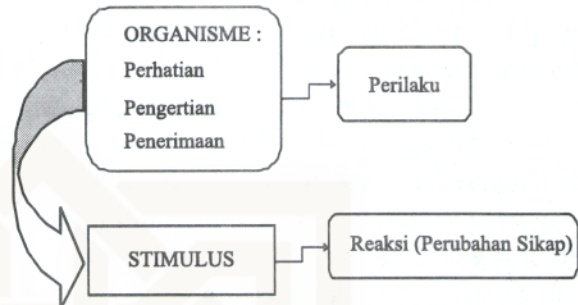 ORGANISME :
Perhatian
Pengertian
Penerimaan
Perilaku
STIMULUS
Reaksi (Perubahan Sikap)